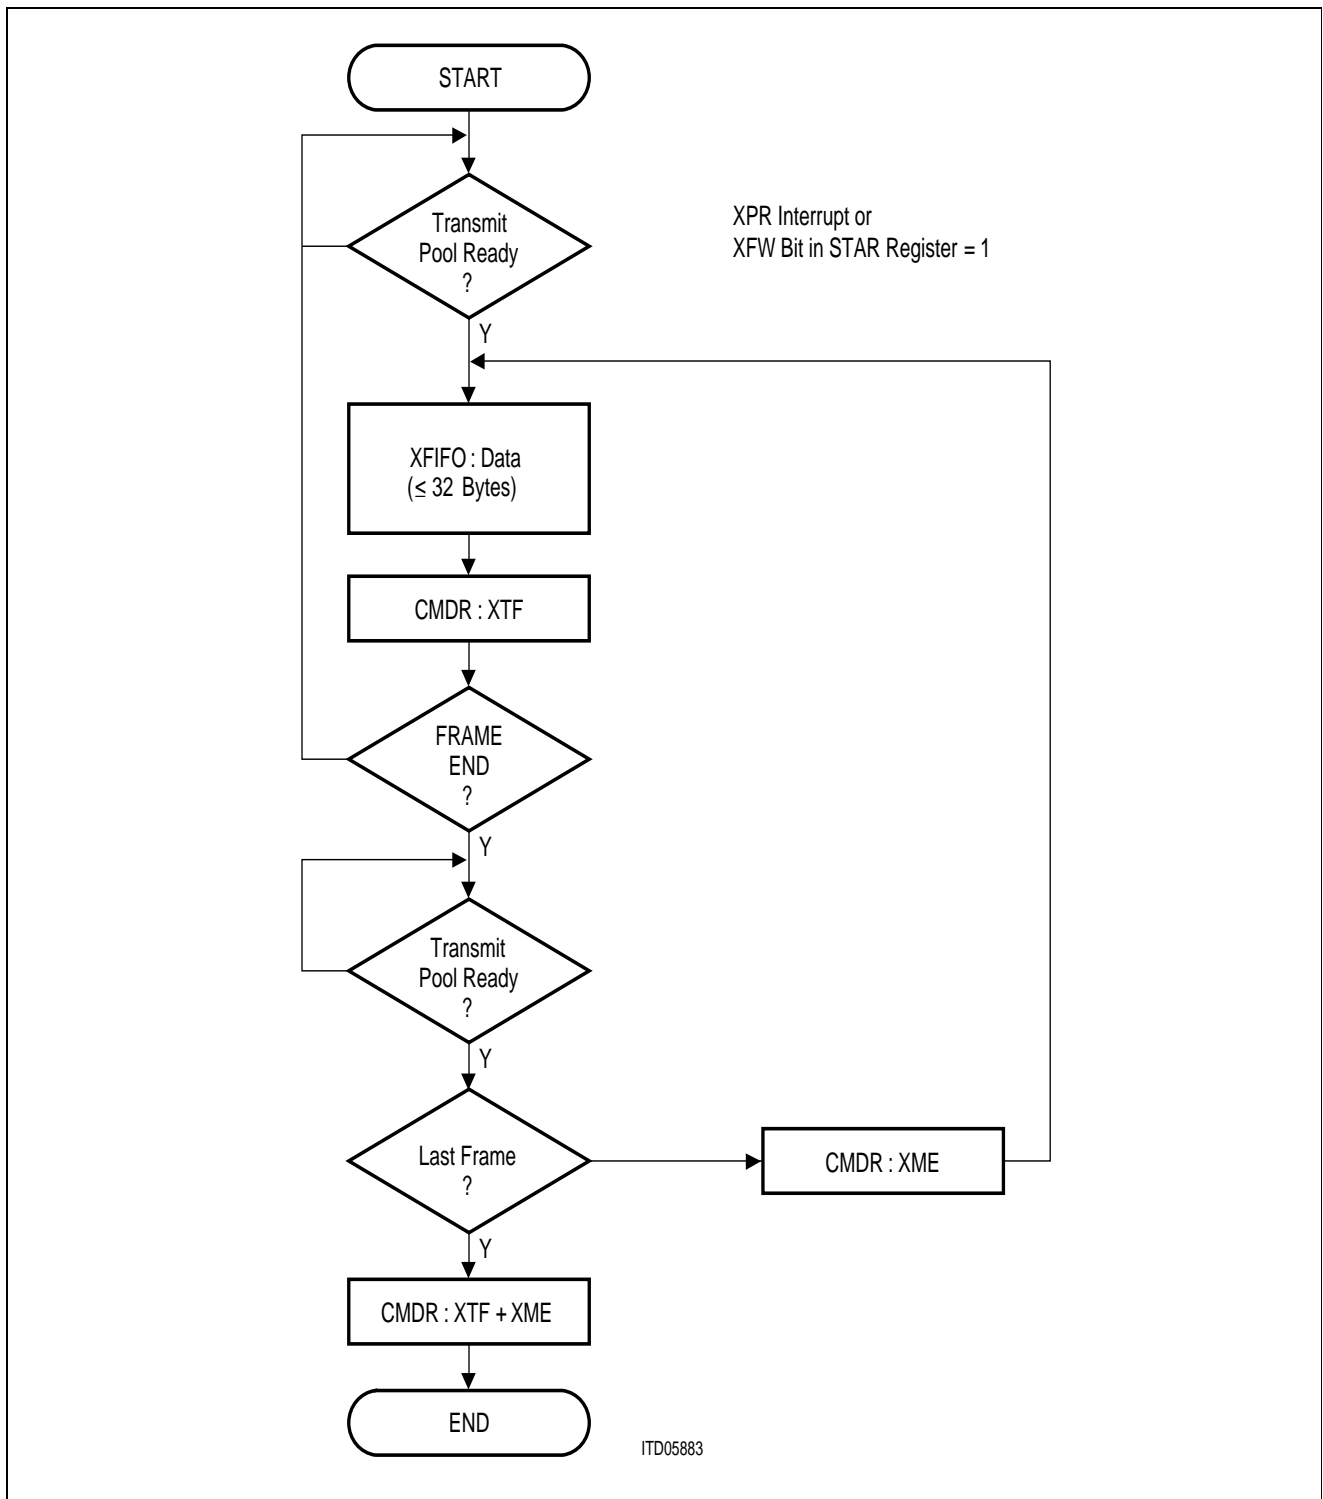 START
Transmit
Pool Ready
?
XPR Interrupt or
XFW Bit in STAR Register = 1
Y
XFIFO : Data
(≤ 32 Bytes)
CMDR : XTF
FRAME
END
?
Y
Transmit
Pool Ready
?
Y
Last Frame
?
CMDR : XME
Y
CMDR : XTF + XME
END
ITD05883